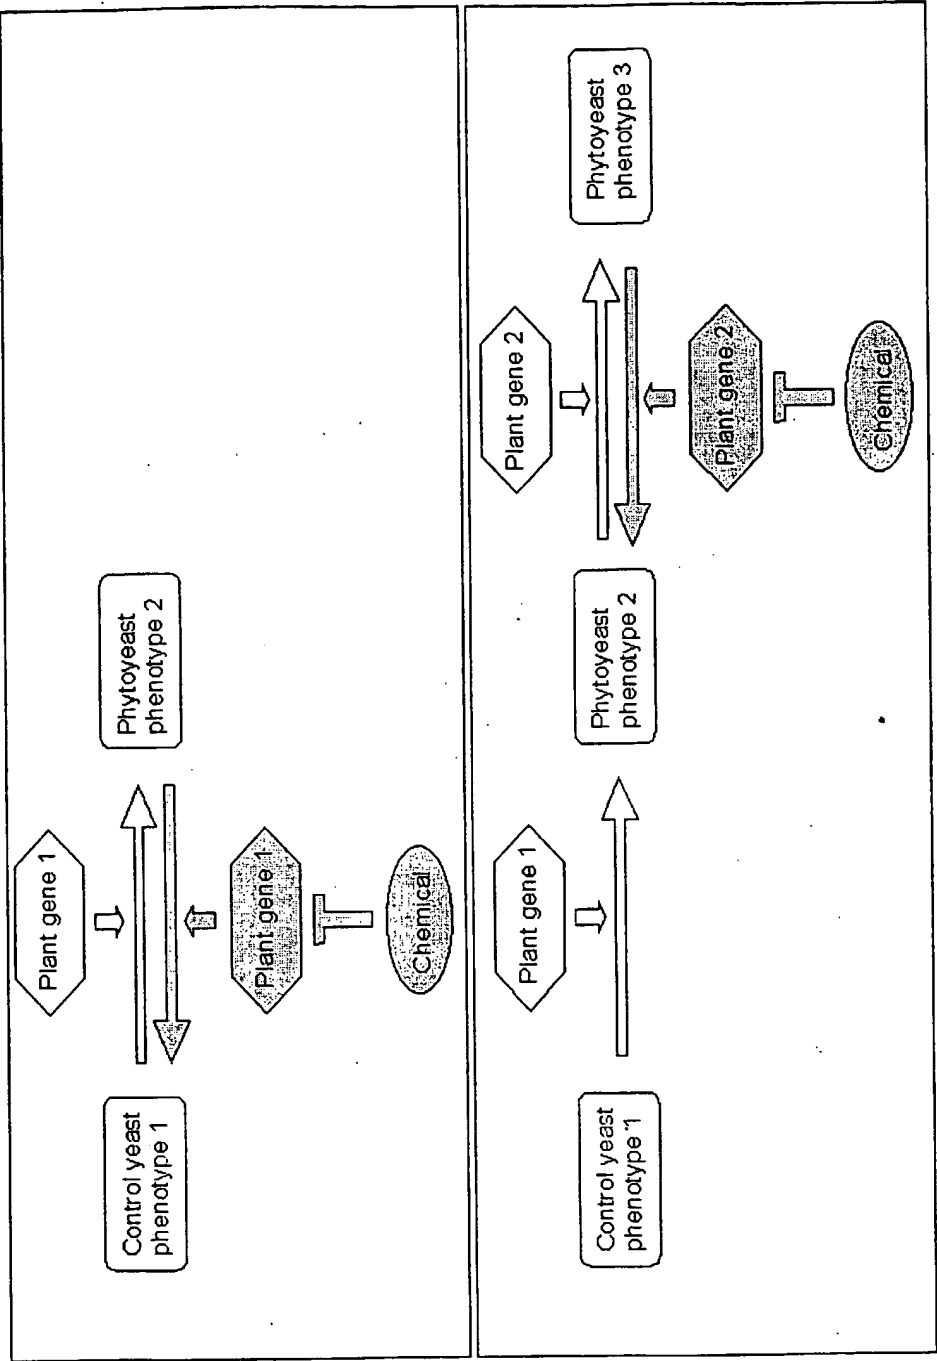 Plant gene 1
Control yeast
phenotype 1
Phytoyeast
phenotype 2
Plant gene 1
Chemical
Plant gene 1
Plant gene 2
Control yeast
phenotype 1
Phytoyeast
phenotype 2
Phytoyeast
phenotype 3
Plant gene 2
Chemical